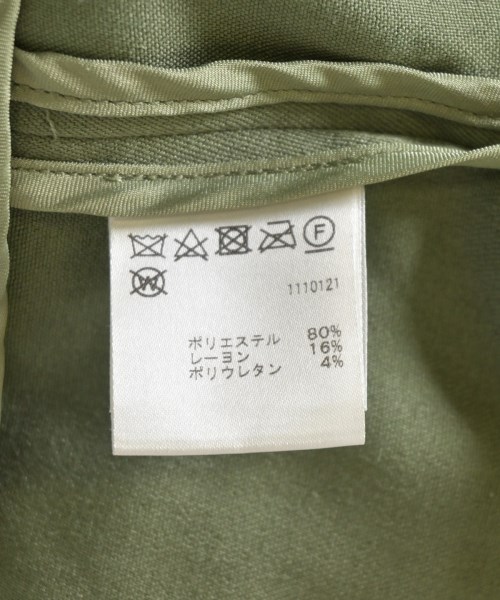 F
W
1110121
ポリエステル 80%
レーヨン 16%
ポリウレタン 4%